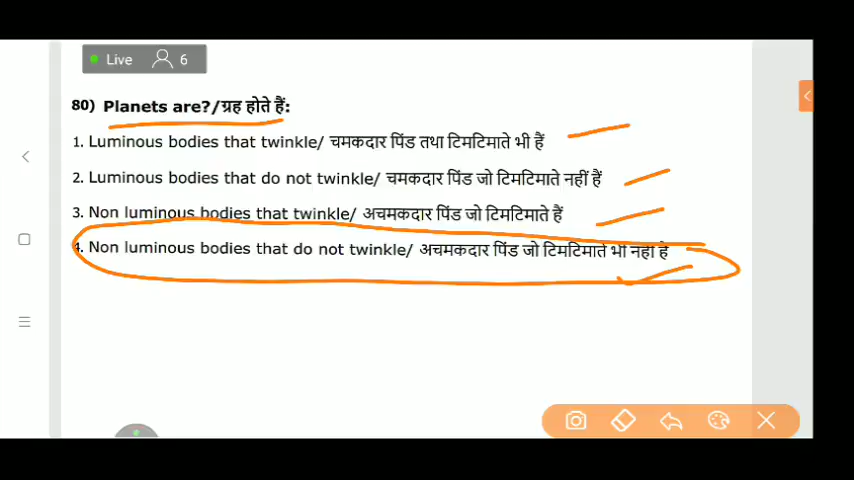 Live 6
80) Planets are?/ग्रह होते हैं:
1. Luminous bodies that twinkle/ चमकदार पिंड तथा टिमटिमाते भी हैं
2. Luminous bodies that do not twinkle/ चमकदार पिंड जो टिमटिमाते नहीं हैं
3. Non luminous bodies that twinkle/ अचमकदार पिंड जो टिमटिमाते हैं
4. Non luminous bodies that do not twinkle/ अचमकदार पिंड जो टिमटिमाते भी नहीं है